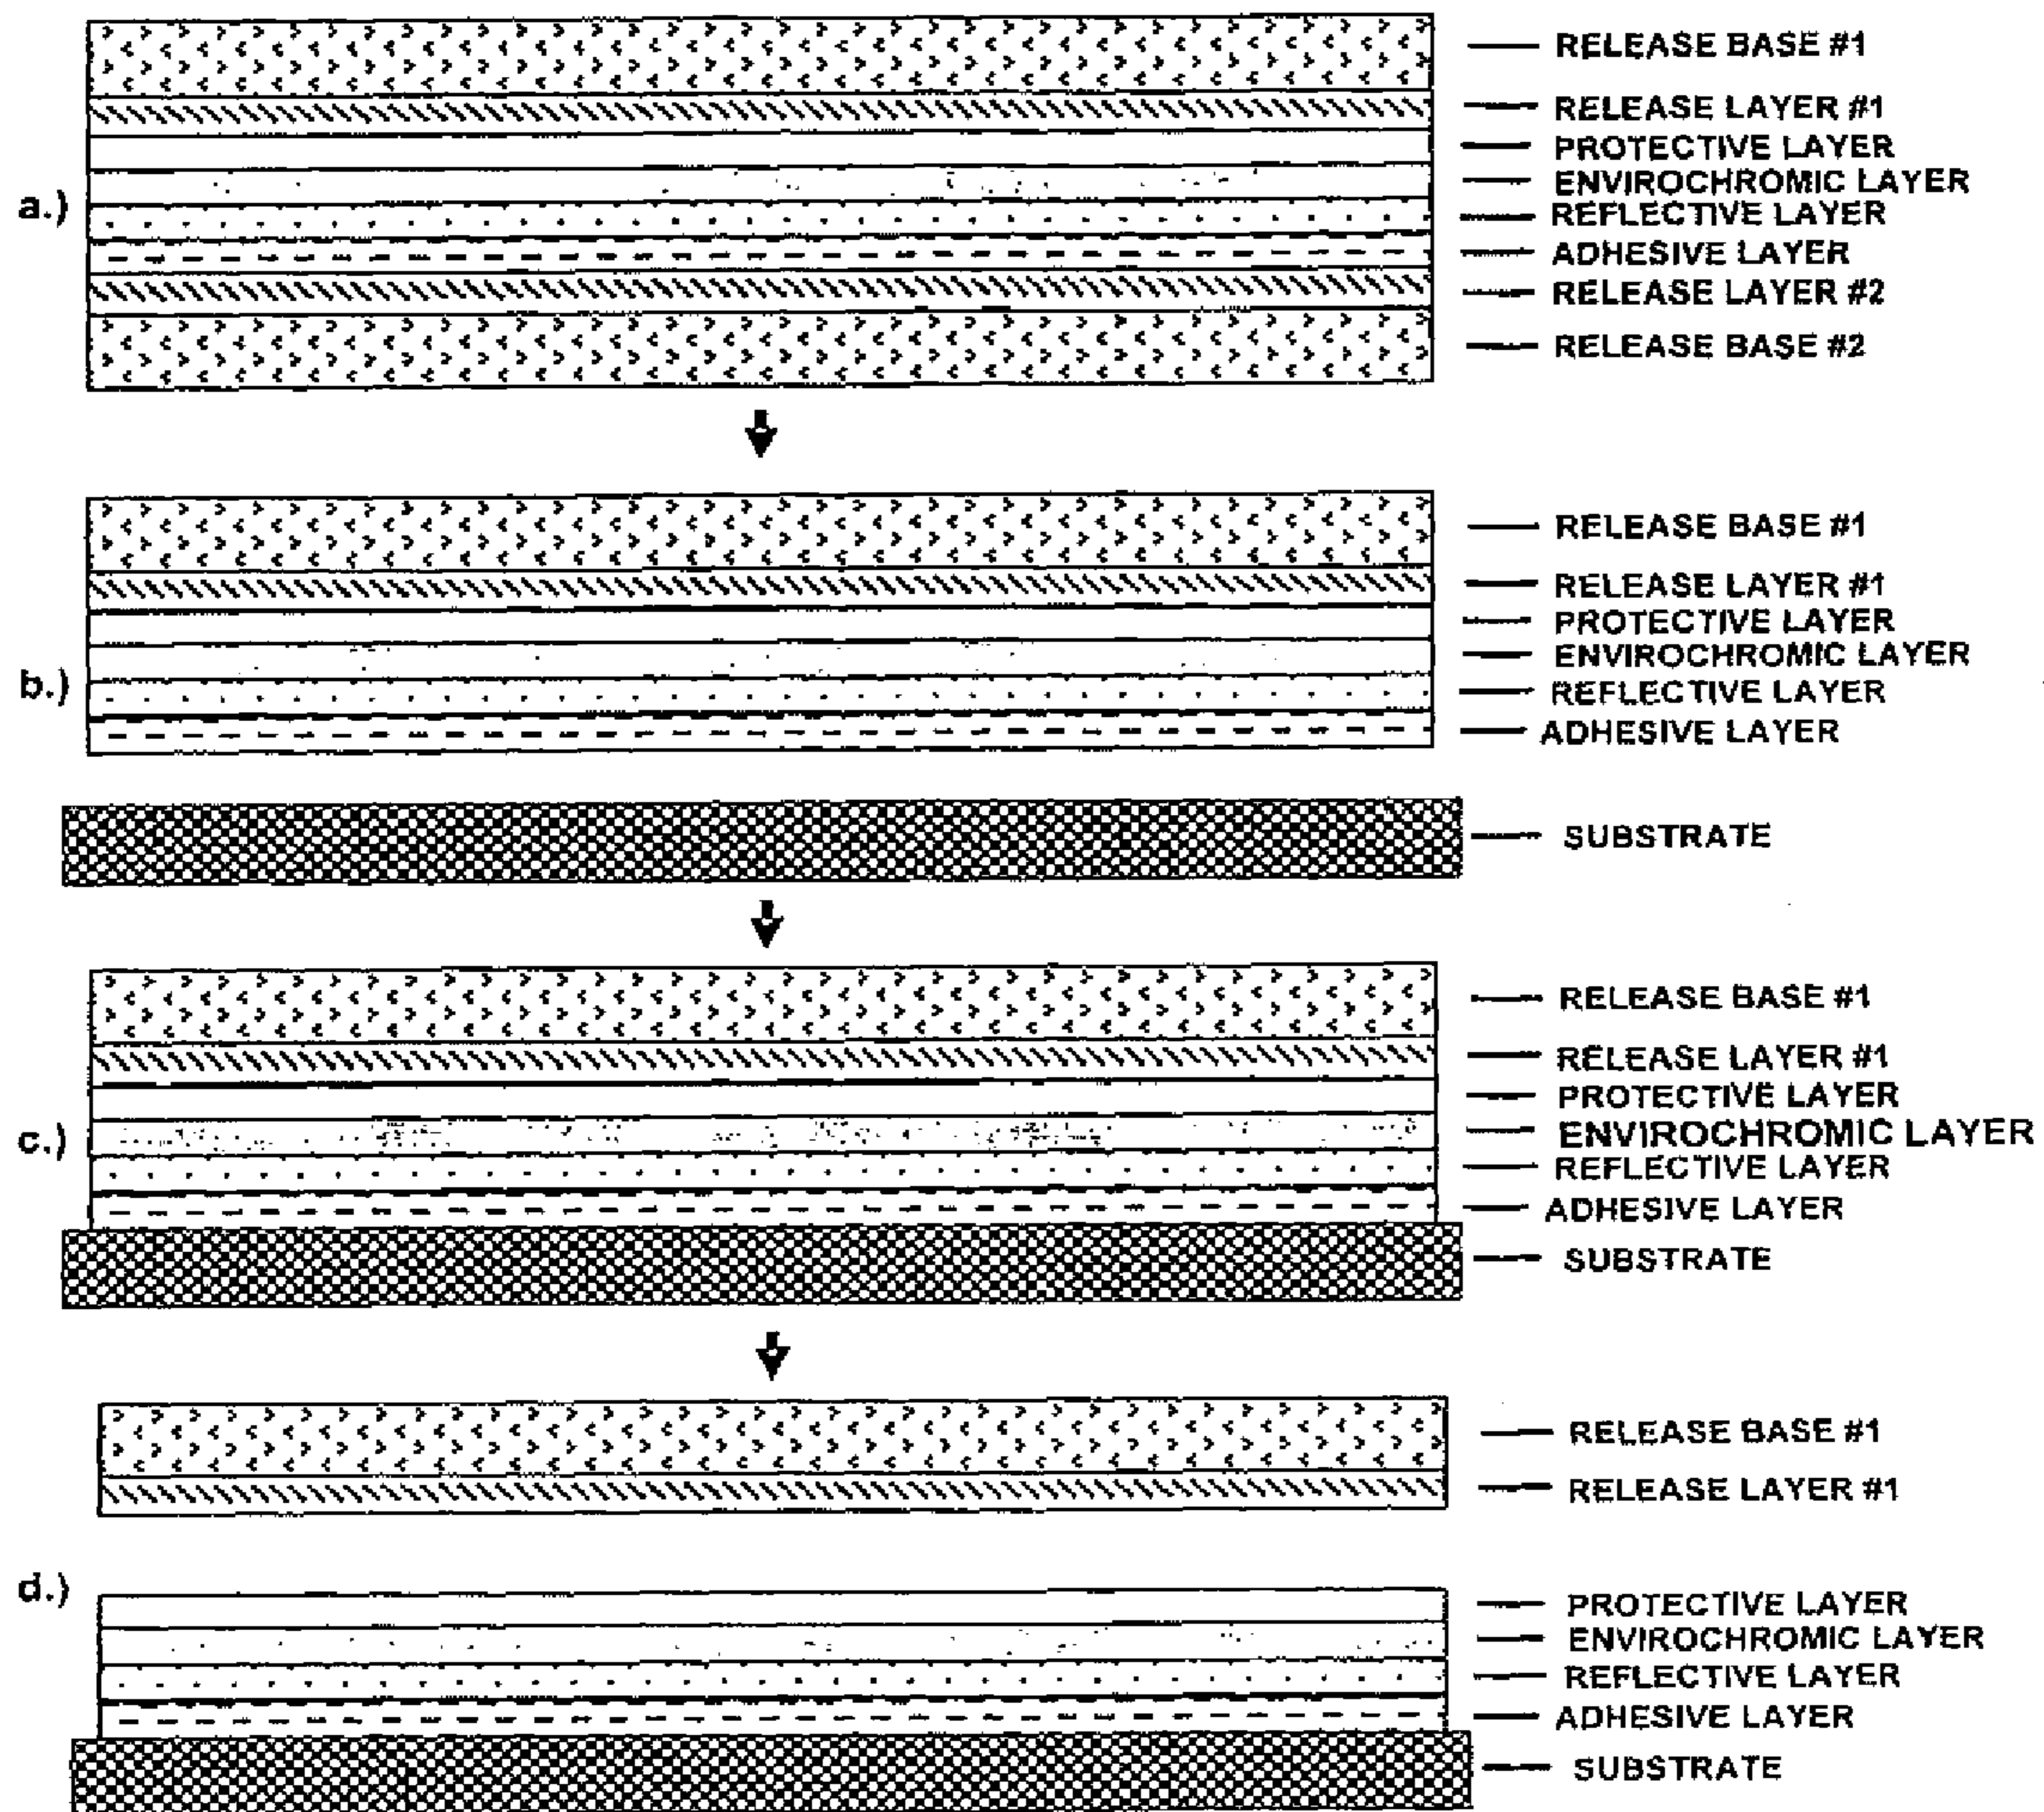 RELEASE BASE #1
RELEASE LAYER #1
PROTECTIVE LAYER
ENVIROCHROMIC LAYER
a.)
REFLECTIVE LAYER
ADHESIVE LAYER
RELEASE LAYER #2
RELEASE BASE #2
RELEASE BASE #1
RELEASE LAYER #1
PROTECTIVE LAYER
ENVIROCHROMIC LAYER
b.)
REFLECTIVE LAYER
ADHESIVE LAYER
SUBSTRATE
RELEASE BASE #1
RELEASE LAYER #1
PROTECTIVE LAYER
c.)
ENVIROCHROMIC LAYER
REFLECTIVE LAYER
ADHESIVE LAYER
SUBSTRATE
RELEASE BASE #1
RELEASE LAYER #1
d.)
PROTECTIVE LAYER
ENVIROCHROMIC LAYER
REFLECTIVE LAYER
ADHESIVE LAYER
SUBSTRATE